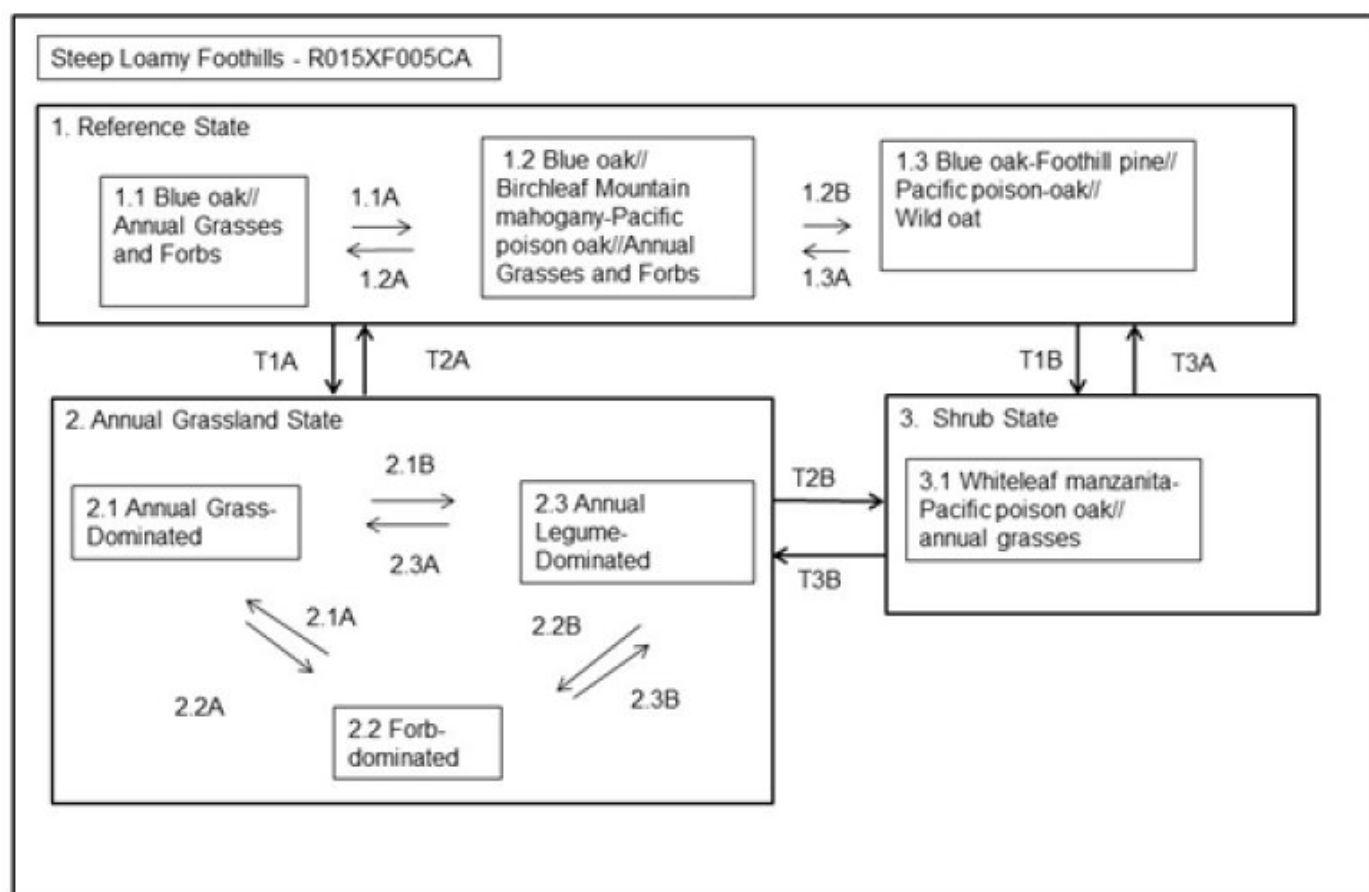 Steep Loamy Foothills - R015XF005CA
1. Reference State
1.1 Blue oak//
Annual Grasses
and Forbs
1.1A
1.2A
1.2 Blue oak//
Birchleaf Mountain
mahogany-Pacific
poison oak//Annual
Grasses and Forbs
1.2B
1.3A
1.3 Blue oak-Foothill pine//
Pacific poison-oak//
Wild oat
T1A
T2A
T1B
T3A
2. Annual Grassland State
2.1 Annual Grass-
Dominated
2.1B
2.3A
2.3 Annual
Legume-
Dominated
2.1A
2.2A
2.2B
2.3B
2.2 Forb-
dominated
T2B
T3B
3. Shrub State
3.1 Whiteleaf manzanita-
Pacific poison oak//
annual grasses